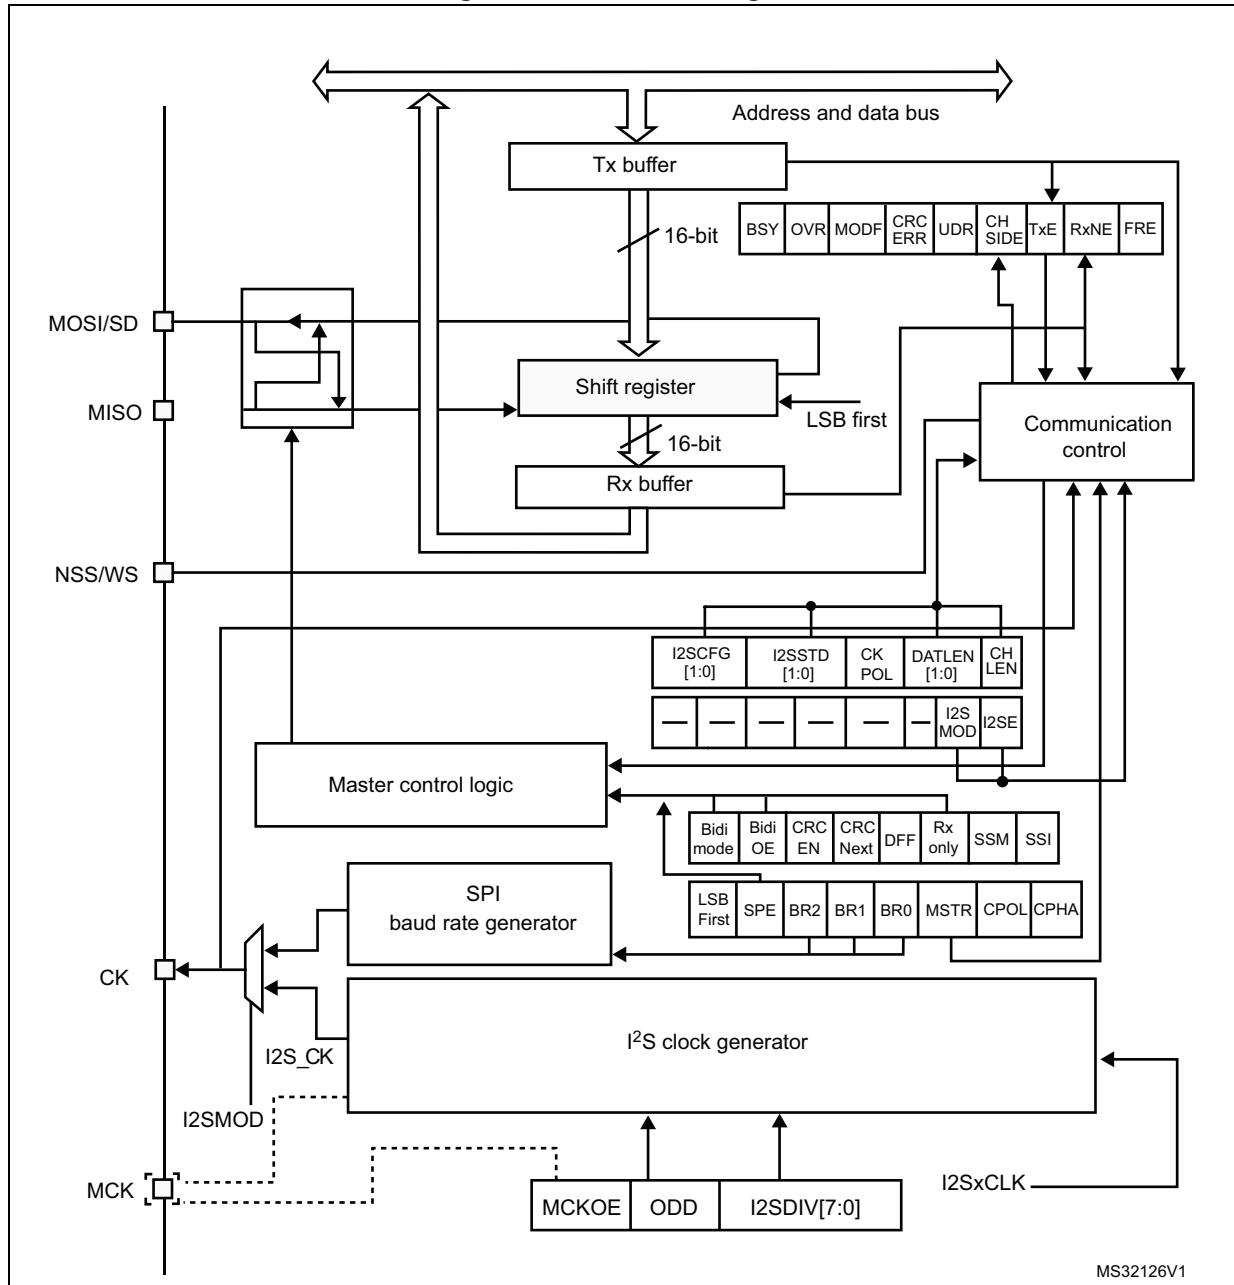 Address and data bus
Tx buffer
16-bit
BSY OVR MODF CRC ERR UDR CH SIDE TxE RxNE FRE
MOSI/SD
Shift register
MISO
LSB first
Communication
control
16-bit
Rx buffer
NSS/WS
I2SCFG [1:0] I2SSTD [1:0] CK POL DATLEN [1:0] CH LEN
I2S MOD I2SE
Master control logic
Bidi mode Bidi OE CRC EN CRC Next DFF Rx only SSM SSI
LSB First SPE BR2 BR1 BR0 MSTR CPOL CPHA
SPI
baud rate generator
CK
I2S_CK
I²S clock generator
I2SMOD
MCK
MCKOE ODD I2SDIV[7:0]
I2SxCLK
MS32126V1